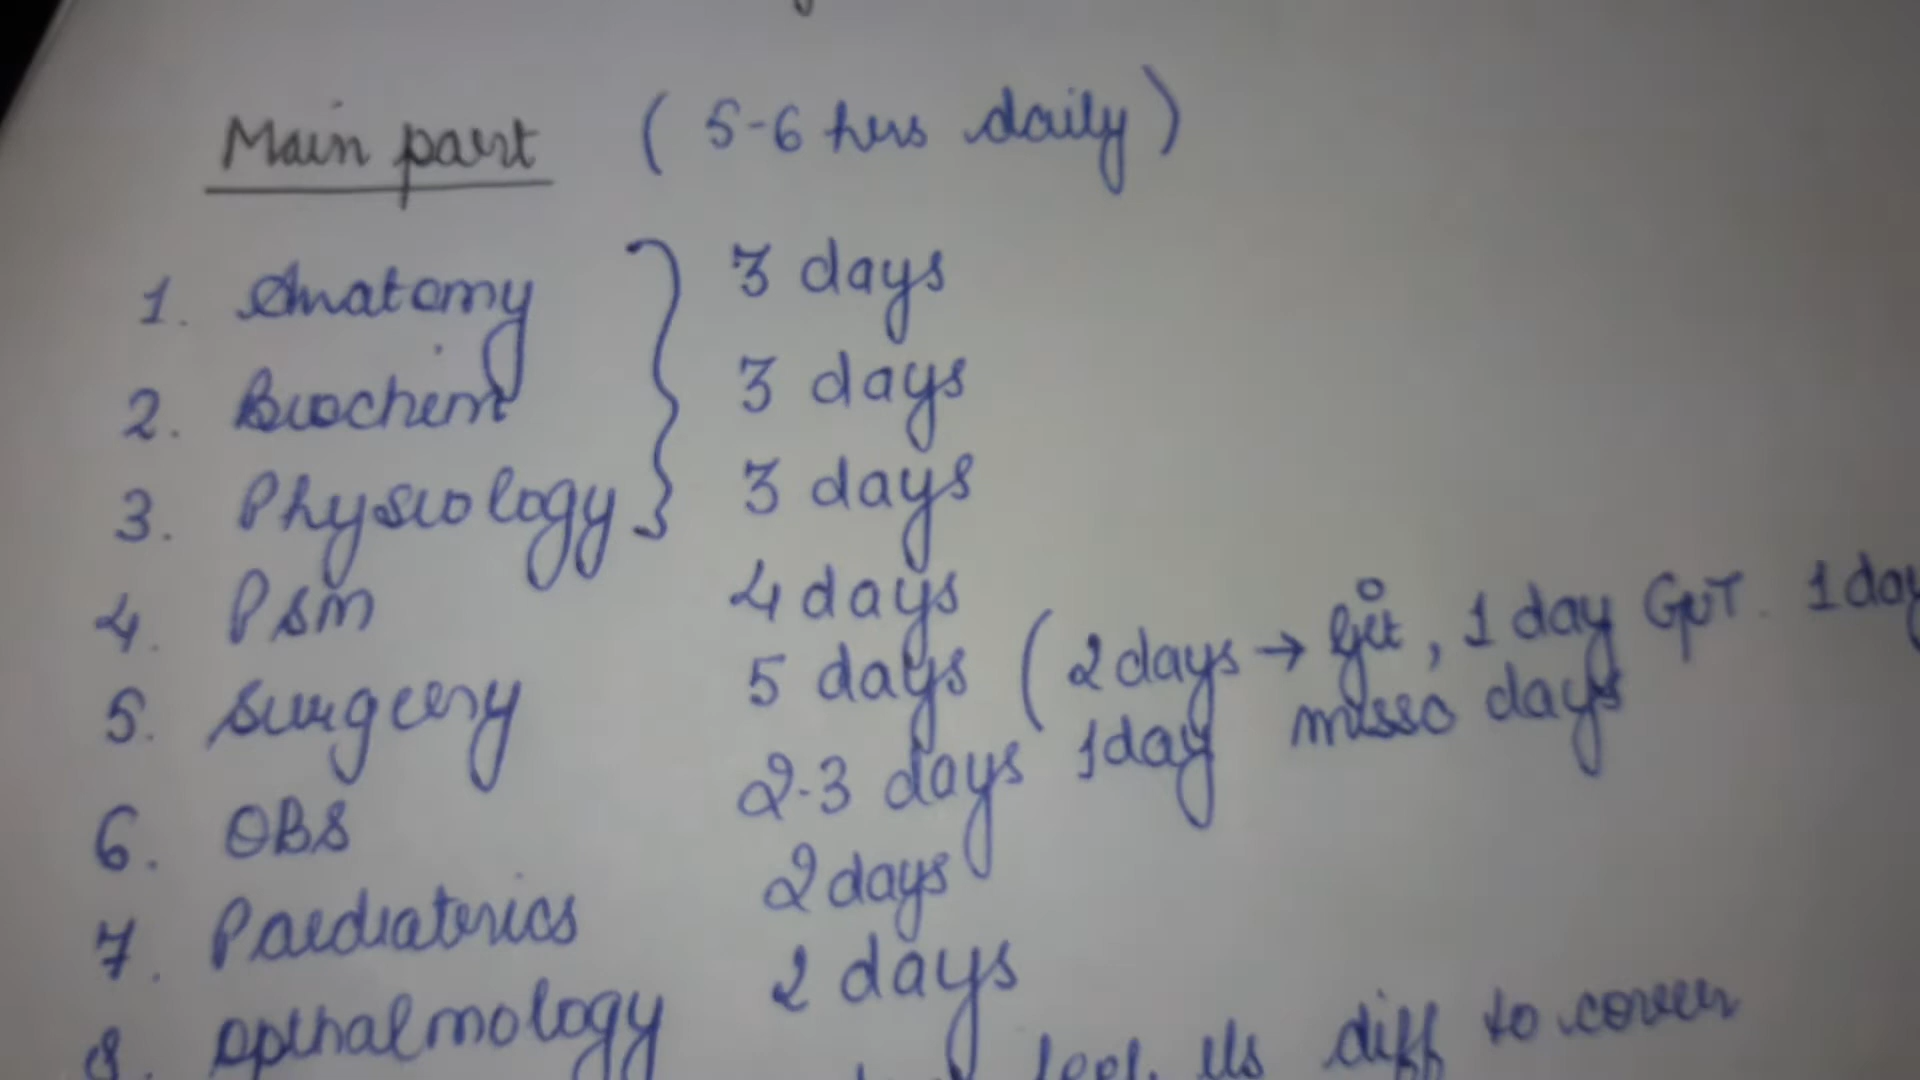 Main part ( 5-6 hrs daily )
1. Anatomy } 3 days
2. Biochem 3 days
3. Physiology 3 days
4. PSM 4 days
5. Surgery 5 days ( 2 days → git, 1 day GUT. 1 day
1 day missc days
6. OBS 2-3 days
7. Paediatrics 2 days
8. Opthalmology 2 days
its diff to cover